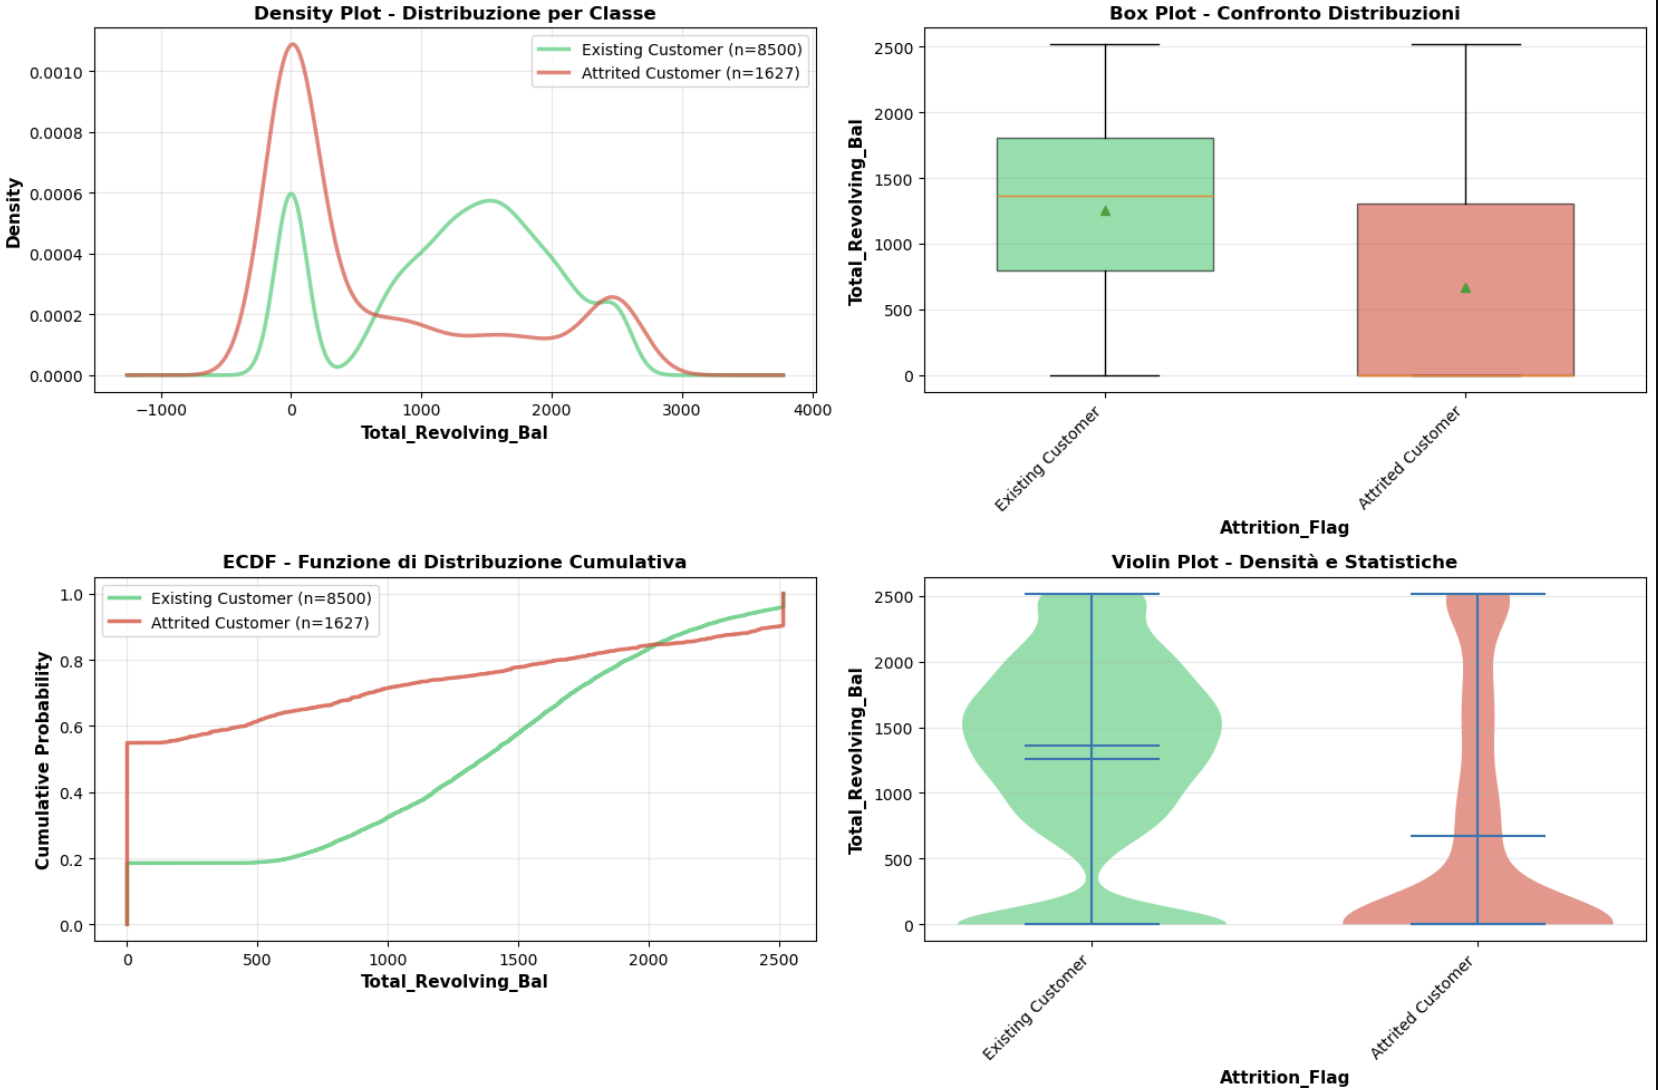 Density Plot - Distribuzione per Classe
Existing Customer (n=8500)
Attrited Customer (n=1627)
0.0010
0.0008
0.0006
0.0004
0.0002
0.0000
Density
−1000 0 1000 2000 3000 4000
Total_Revolving_Bal
Box Plot - Confronto Distribuzioni
2500
2000
1500
1000
500
0
Total_Revolving_Bal
Existing Customer
Attrited Customer
Attrition_Flag
ECDF - Funzione di Distribuzione Cumulativa
Existing Customer (n=8500)
Attrited Customer (n=1627)
1.0
0.8
0.6
0.4
0.2
0.0
Cumulative Probability
0 500 1000 1500 2000 2500
Total_Revolving_Bal
Violin Plot - Densità e Statistiche
2500
2000
1500
1000
500
0
Total_Revolving_Bal
Existing Customer
Attrited Customer
Attrition_Flag